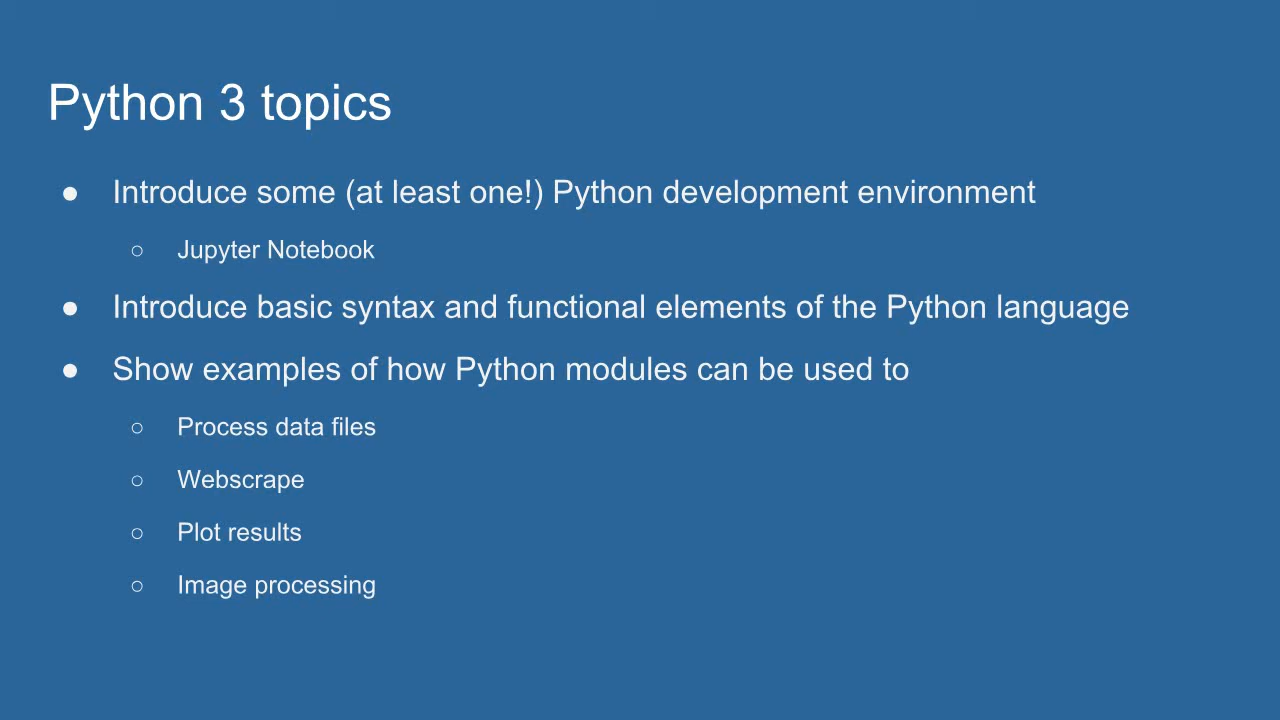 Python 3 topics
● Introduce some (at least one!) Python development environment
○ Jupyter Notebook
● Introduce basic syntax and functional elements of the Python language
● Show examples of how Python modules can be used to
○ Process data files
○ Webscrape
○ Plot results
○ Image processing